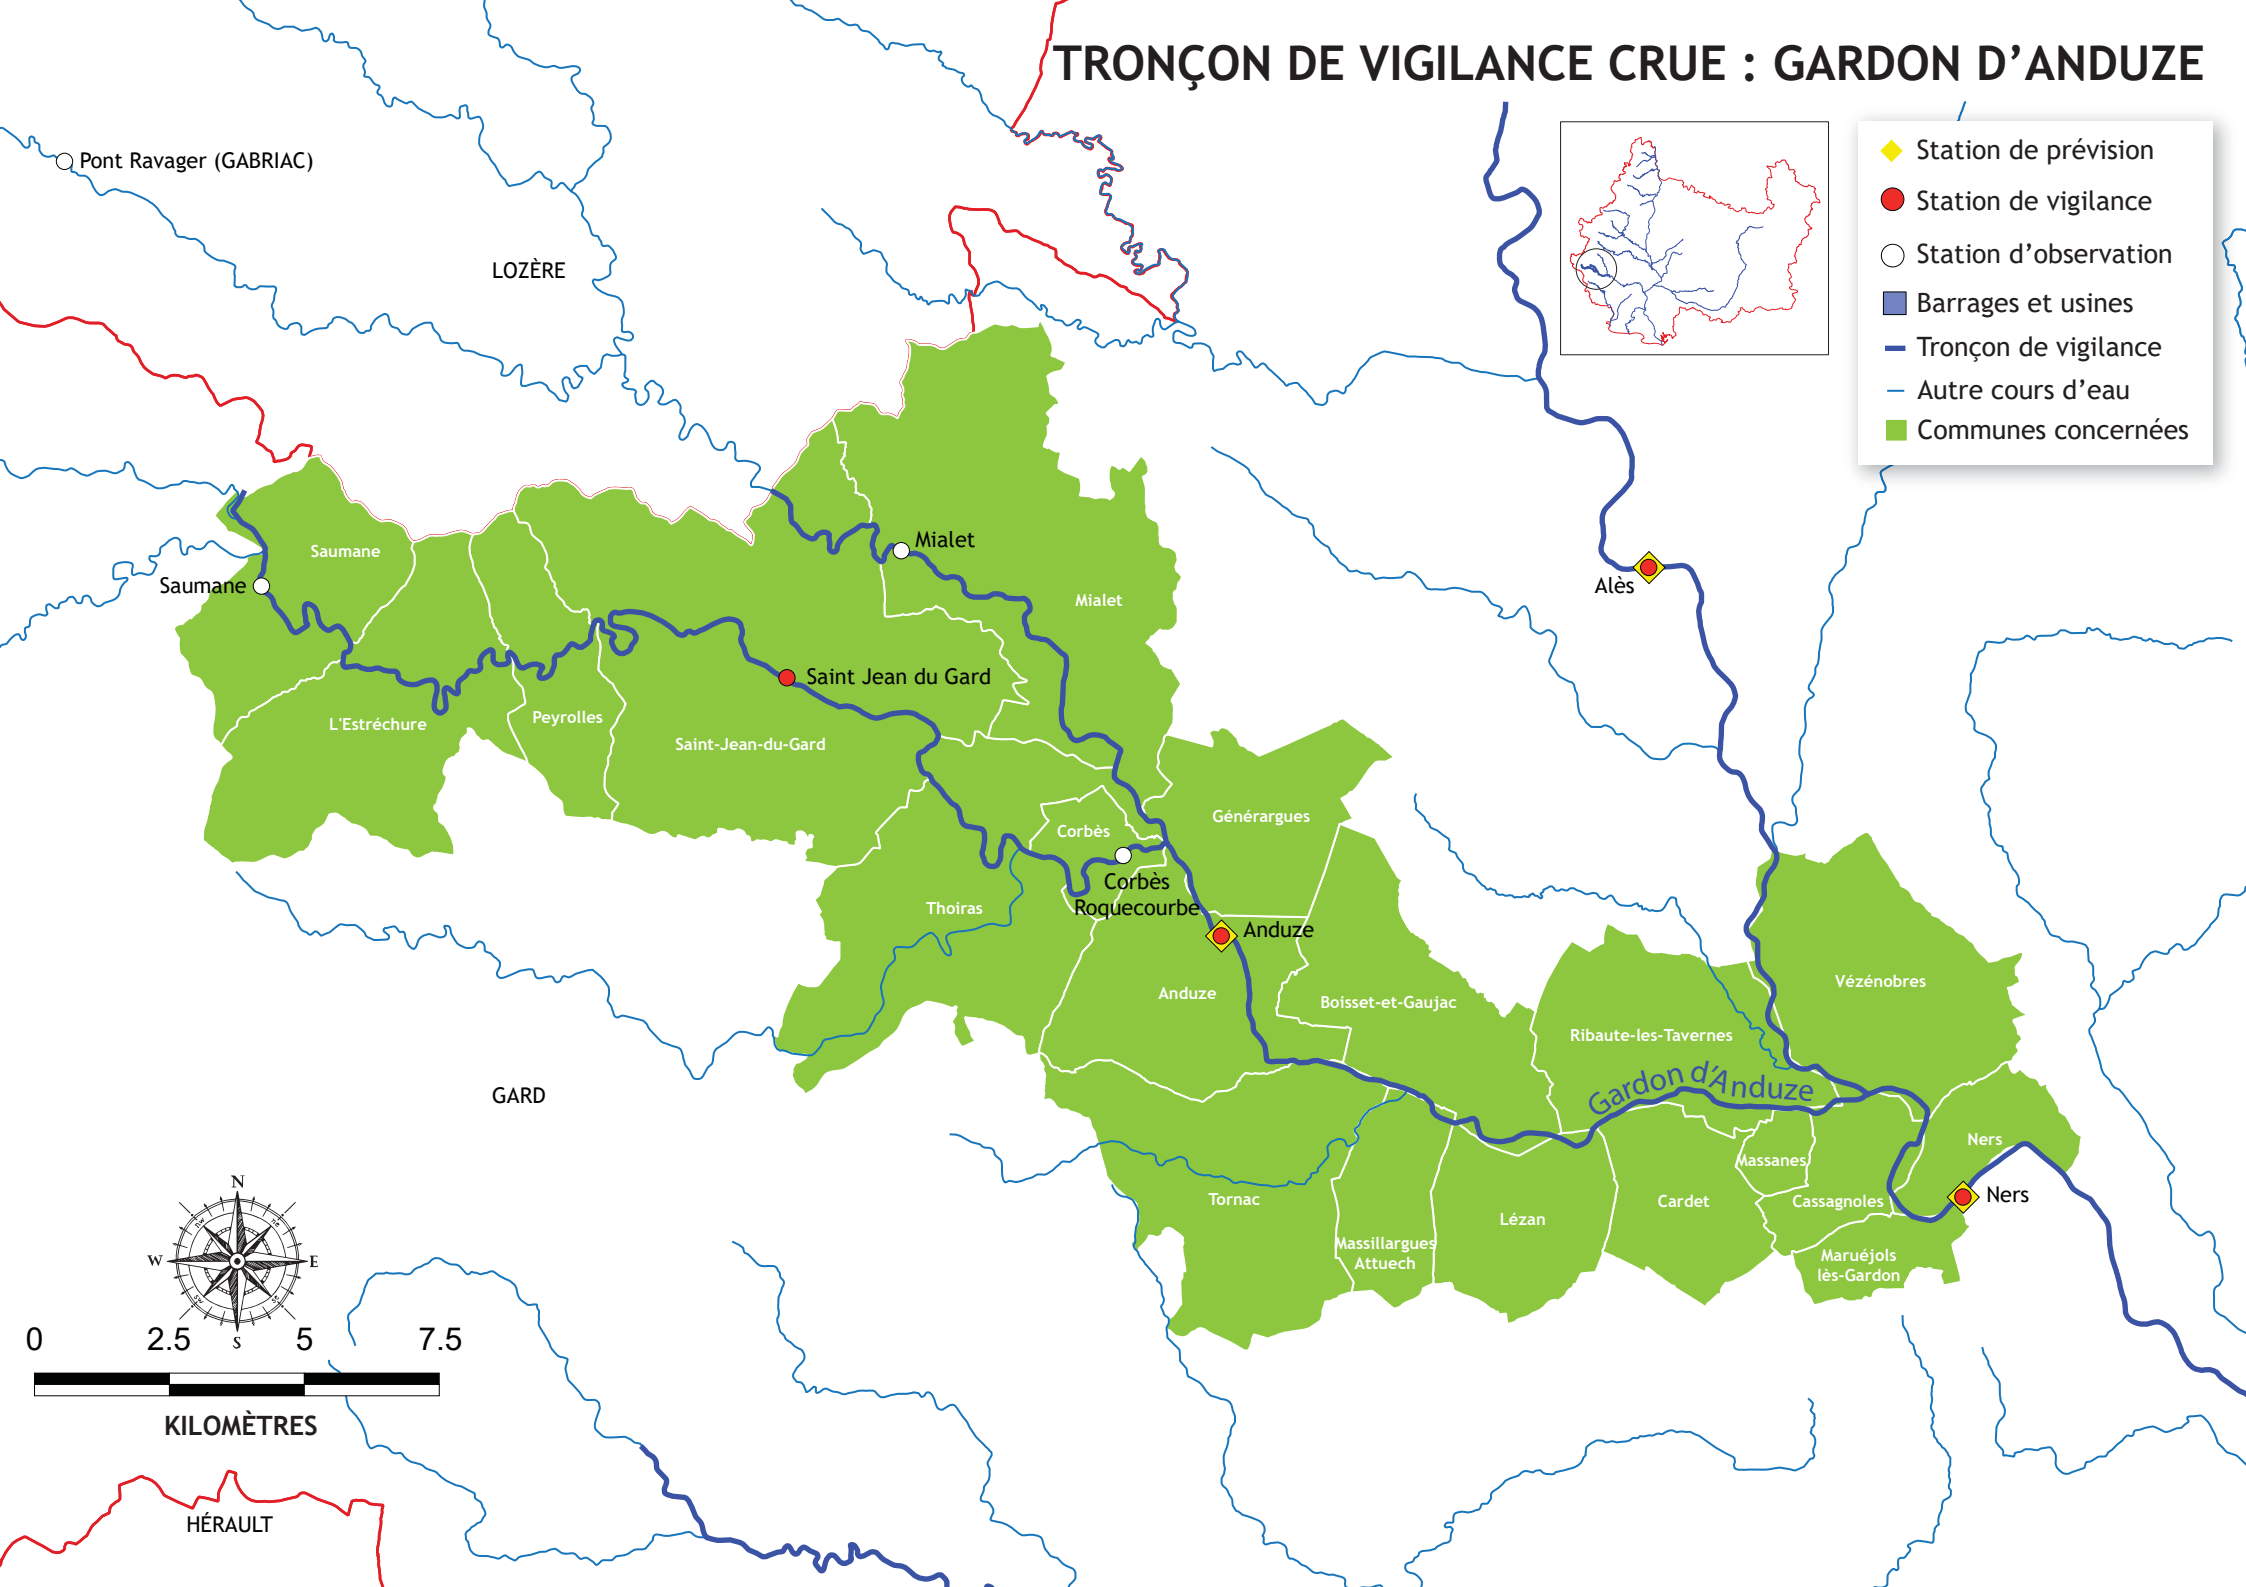 TRONÇON DE VIGILANCE CRUE : GARDON D’ANDUZE
Station de prévision
Station de vigilance
Station d’observation
Barrages et usines
Tronçon de vigilance
Autre cours d’eau
Communes concernées
Pont Ravager (GABRIAC)
LOZÈRE
Saumane
Saumane
Mialet
Mialet
Alès
Saint Jean du Gard
L'Estréchure
Peyrolles
Saint-Jean-du-Gard
Générargues
Corbès
Corbès
Roquecourbe
Thoiras
Anduze
Anduze
Boisset-et-Gaujac
Vézénobres
Ribaute-les-Tavernes
Gardon d’Anduze
GARD
Ners
Massanes
Ners
Tornac
Cardet
Cassagnoles
Lézan
Massillargues
Attuech
Maruéjols
lès-Gardon
N
nw
ne
W
E
sw
se
S
0 2.5 5 7.5
KILOMÈTRES
HÉRAULT